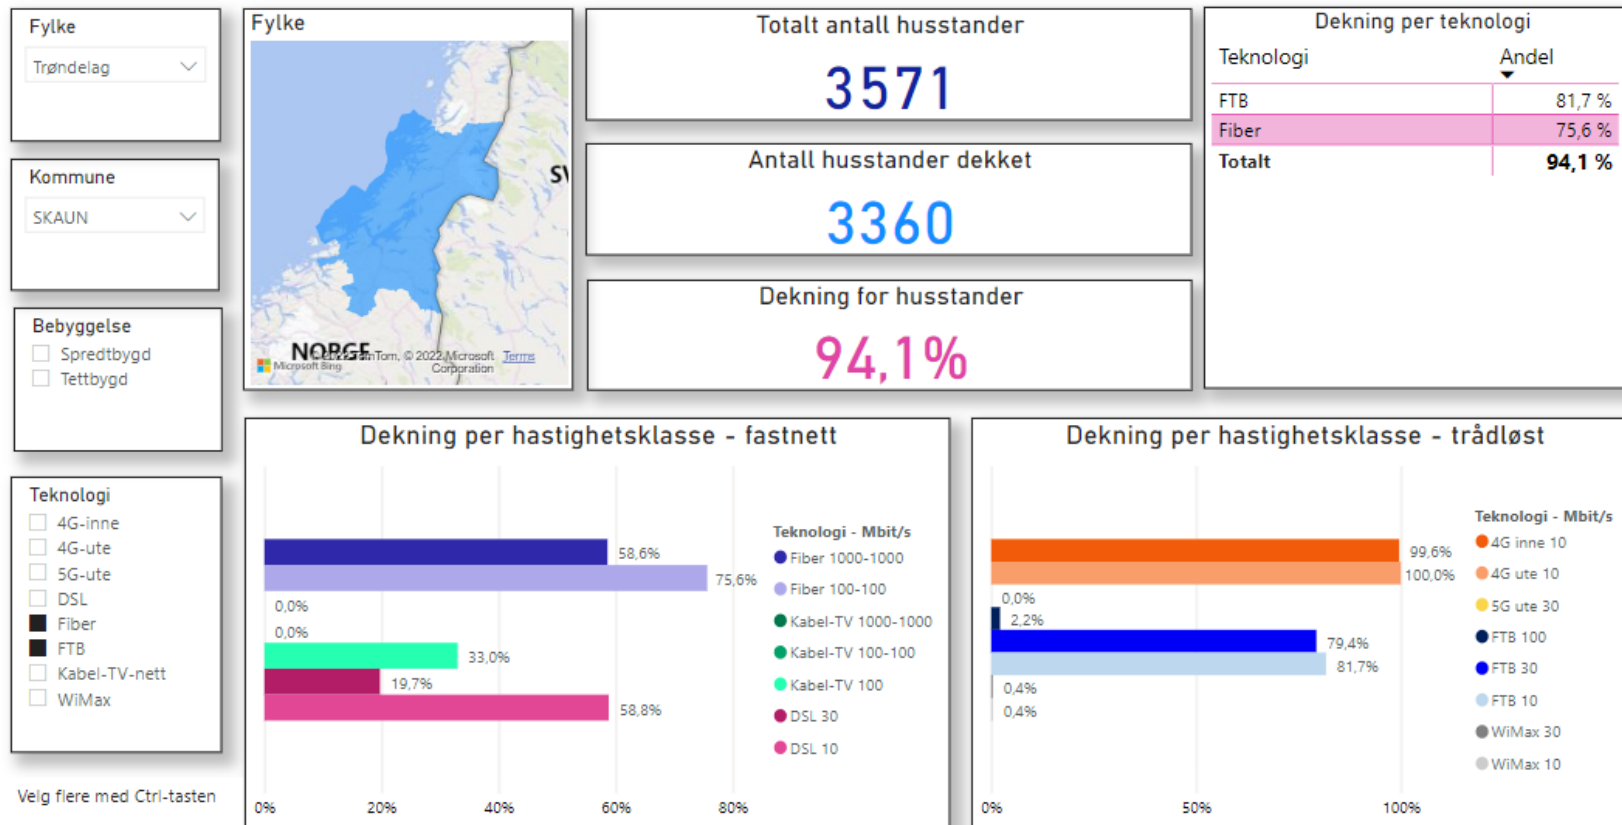 Fylke
Trøndelag
Kommune
SKAUN
Bebyggelse
Spredtbygd
Tettbygd
Teknologi
4G-inne
4G-ute
5G-ute
DSL
Fiber
FTB
Kabel-TV-nett
WiMax
Velg flere med Ctrl-tasten
Fylke
NORGE
TomTom, © 2022 Microsoft Corporation Terms
Microsoft Bing
Totalt antall husstander
3571
Antall husstander dekket
3360
Dekning for husstander
94,1%
Dekning per teknologi
Teknologi Andel
FTB 81,7 %
Fiber 75,6 %
Totalt 94,1 %
Dekning per hastighetsklasse - fastnett
58,6%
75,6%
0,0%
0,0%
33,0%
19,7%
58,8%
0% 20% 40% 60% 80%
Teknologi - Mbit/s
Fiber 1000-1000
Fiber 100-100
Kabel-TV 1000-1000
Kabel-TV 100-100
Kabel-TV 100
DSL 30
DSL 10
Dekning per hastighetsklasse - trådløst
99,6%
100,0%
0,0%
2,2%
79,4%
81,7%
0,4%
0,4%
0% 50% 100%
Teknologi - Mbit/s
4G inne 10
4G ute 10
5G ute 30
FTB 100
FTB 30
FTB 10
WiMax 30
WiMax 10